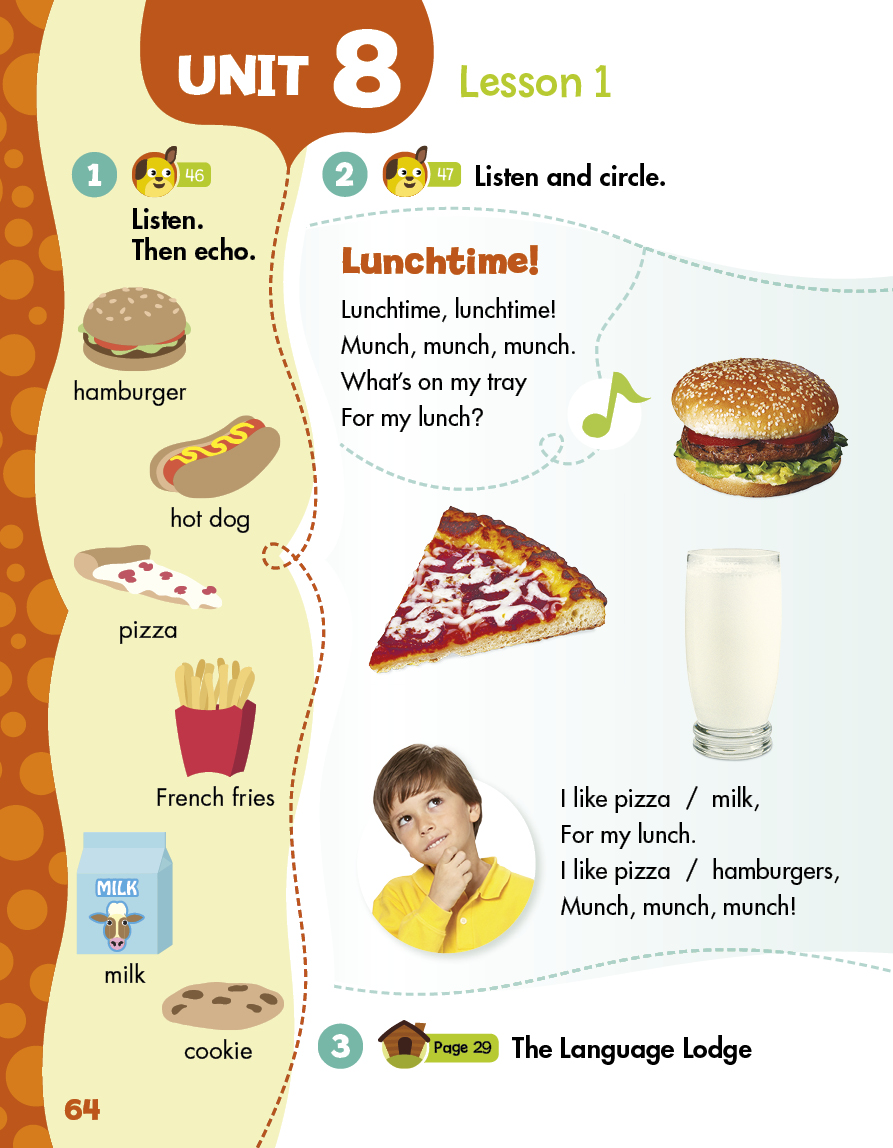 UNIT 8
Lesson 1
1
46
Listen.
Then echo.
hamburger
hot dog
pizza
French fries
MILK
milk
cookie
2
47
Listen and circle.
Lunchtime!
Lunchtime, lunchtime!
Munch, munch, munch.
What's on my tray
For my lunch?
I like pizza / milk,
For my lunch.
I like pizza / hamburgers,
Munch, munch, munch!
3
Page 29
The Language Lodge
64